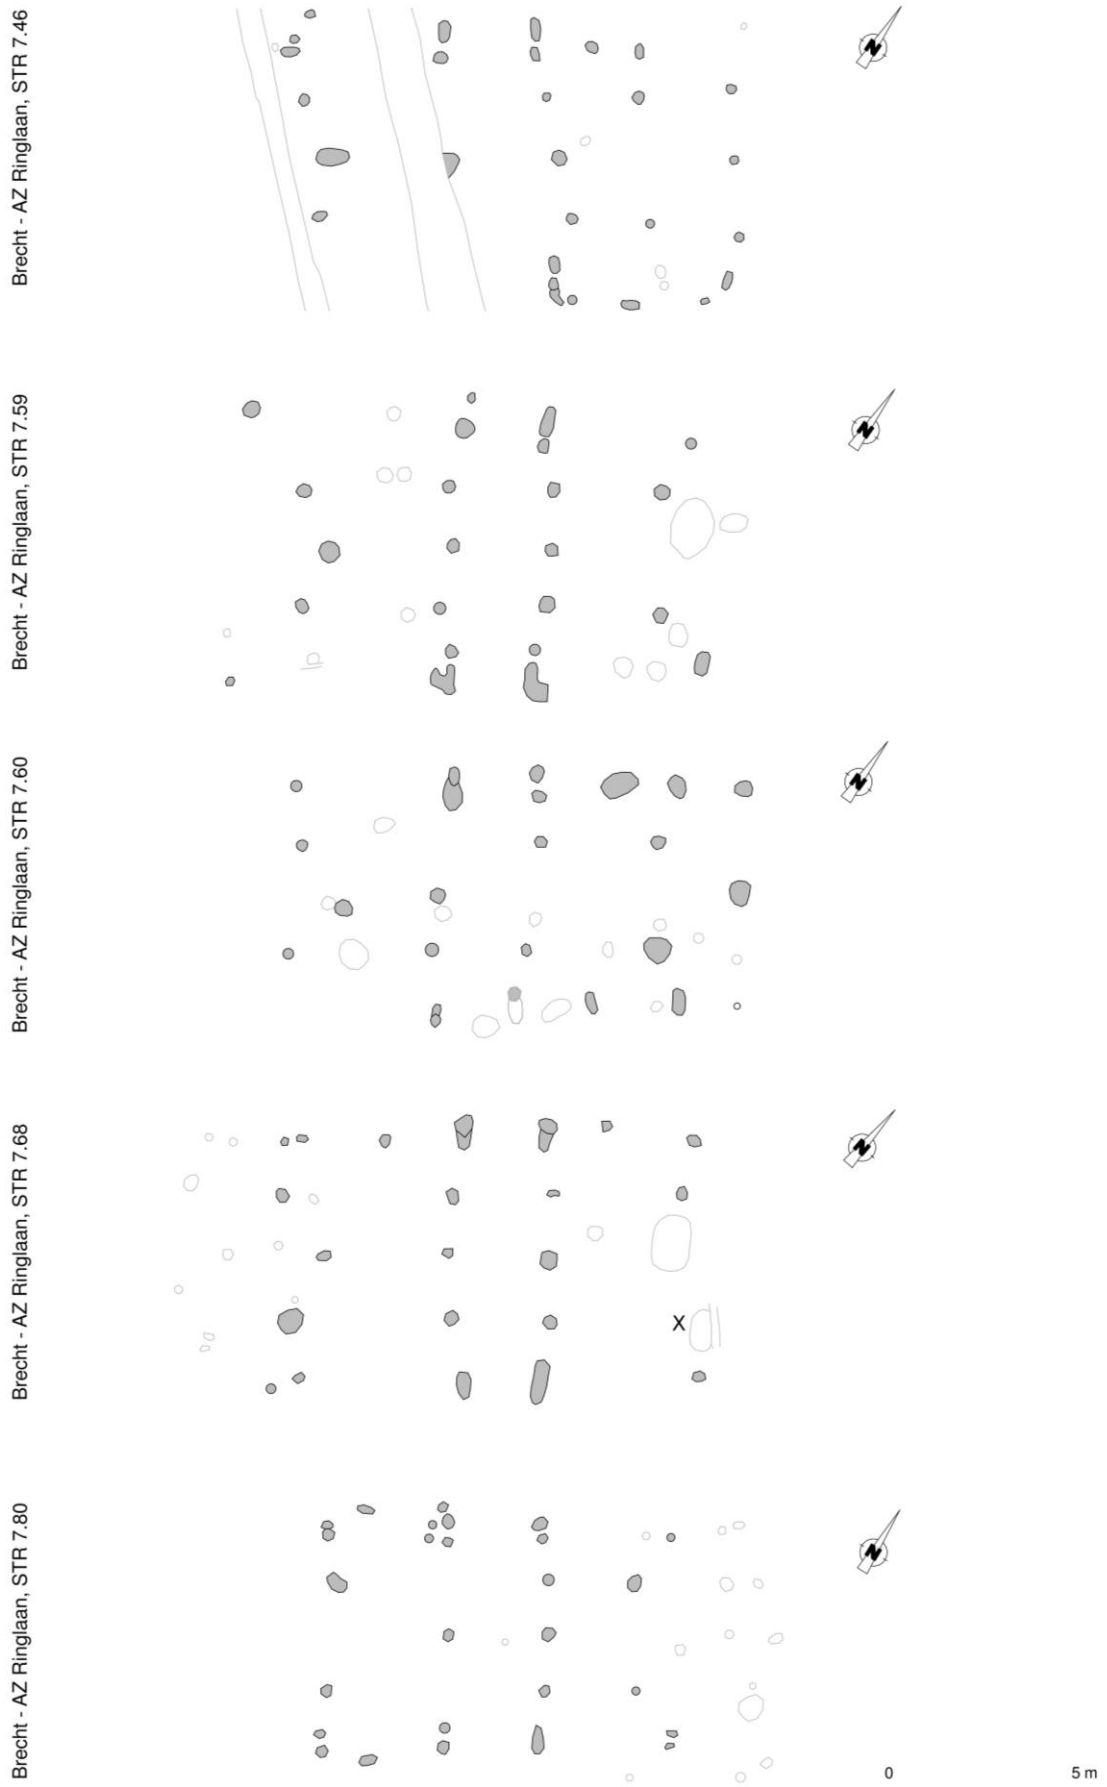 Brecht - AZ Ringlaan, STR 7.46
N
Brecht - AZ Ringlaan, STR 7.59
N
Brecht - AZ Ringlaan, STR 7.60
N
Brecht - AZ Ringlaan, STR 7.68
N
X
Brecht - AZ Ringlaan, STR 7.80
N
0 5 m